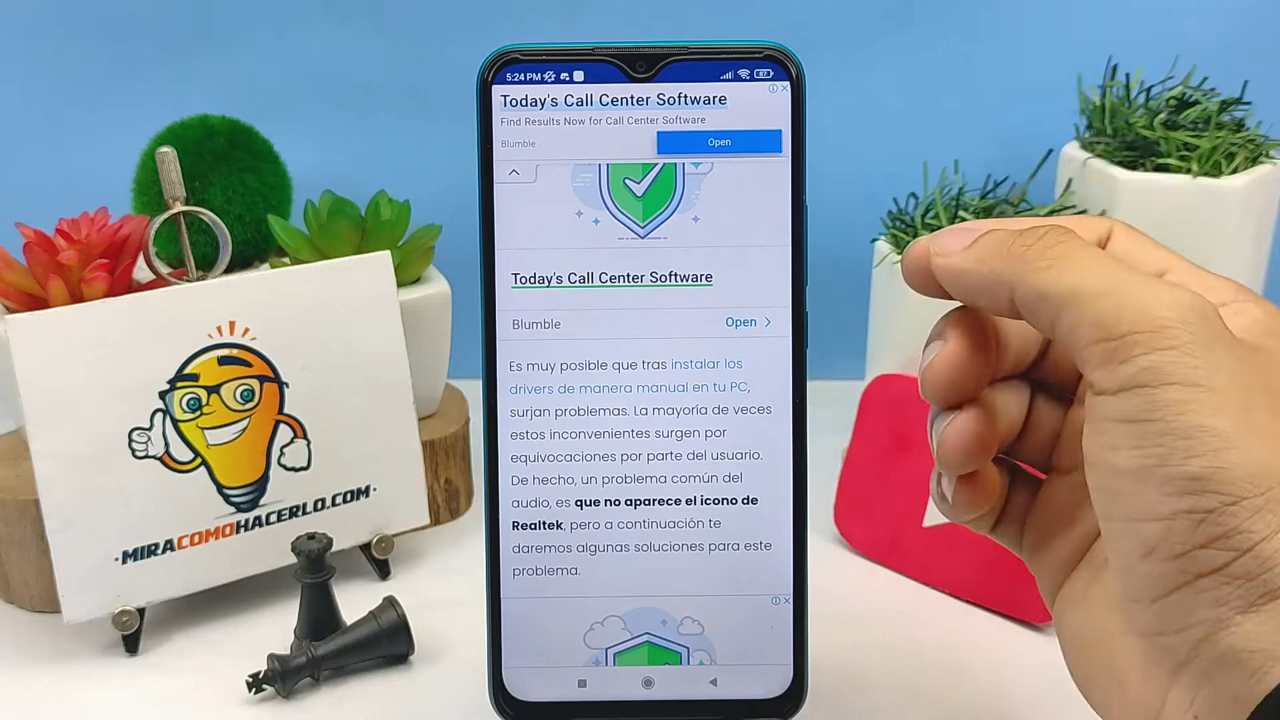 5:24 PM
67
Today's Call Center Software
Find Results Now for Call Center Software
Blumble
Open
Today's Call Center Software
Blumble
Open
Es muy posible que tras instalar los
drivers de manera manual en tu PC,
surjan problemas. La mayoría de veces
estos inconvenientes surgen por
equivocaciones por parte del usuario.
De hecho, un problema común del
audio, es que no aparece el icono de
Realtek, pero a continuación te
daremos algunas soluciones para este
problema.
·MIRACOMOHACERLO.COM·